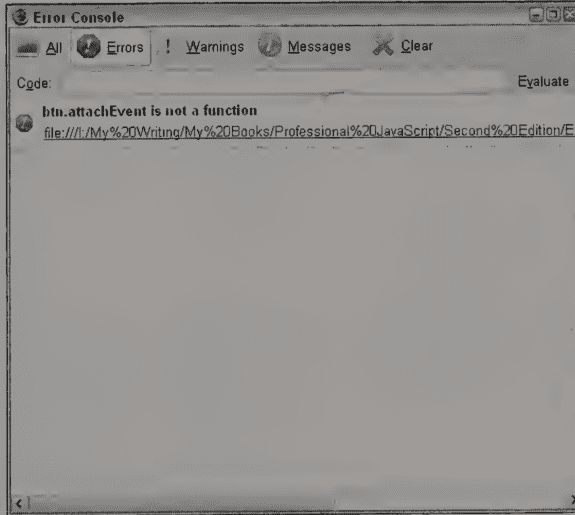 Error Console
All Errors ! Warnings Messages Clear
Code: Evaluate
btn.attachEvent is not a function
file:///I:/My%20Writing/My%20Books/Professional%20JavaScript/Second%20Edition/E